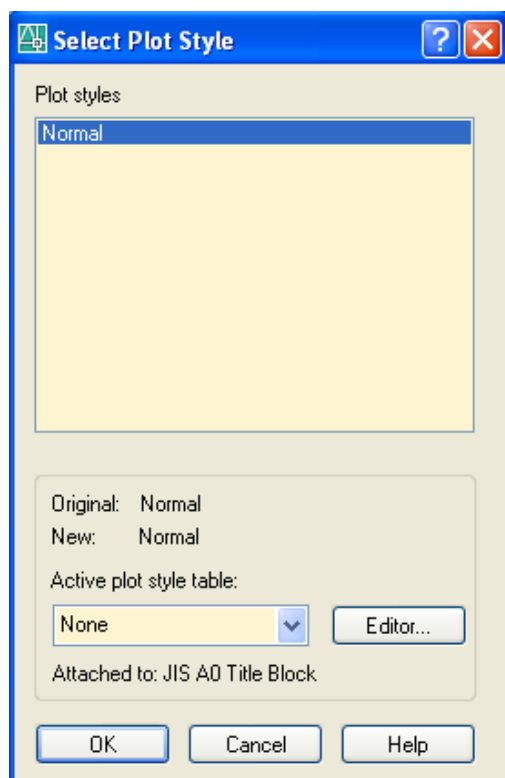 Select Plot Style
Plot styles
Normal
Original: Normal
New: Normal
Active plot style table:
None
Editor...
Attached to: JIS A0 Title Block
OK Cancel Help